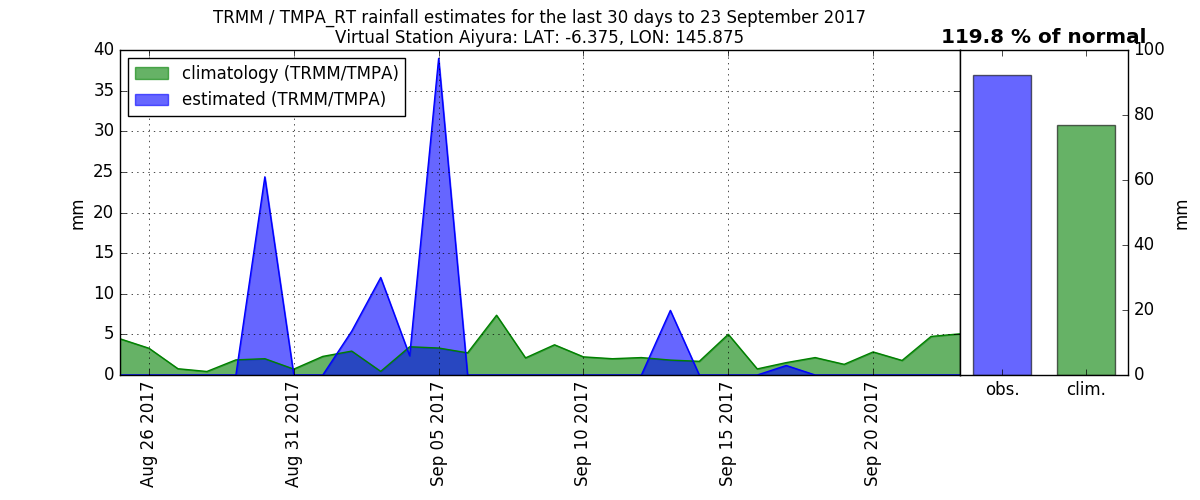 TRMM / TMPA_RT rainfall estimates for the last 30 days to 23 September 2017
Virtual Station Aiyura: LAT: -6.375, LON: 145.875
119.8 % of normal
climatology (TRMM/TMPA)
estimated (TRMM/TMPA)
mm
40
35
30
25
20
15
10
5
0
Aug 26 2017
Aug 31 2017
Sep 05 2017
Sep 10 2017
Sep 15 2017
Sep 20 2017
obs.
clim.
100
80
60
40
20
0
mm